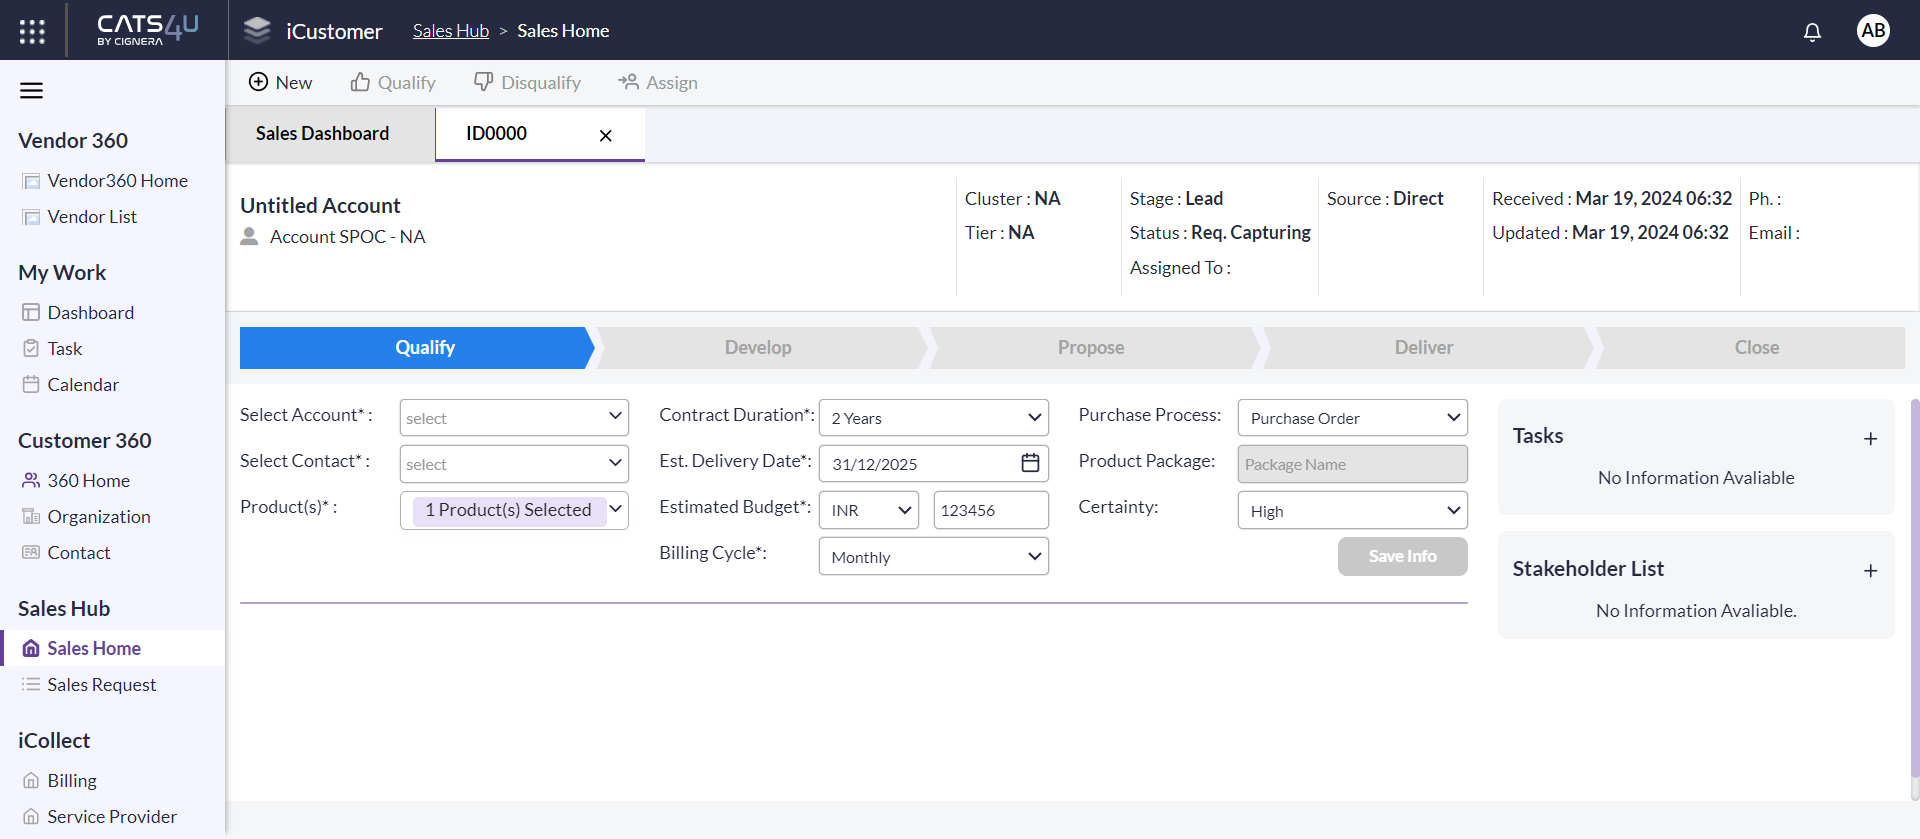 CATS4U
BY CIGNERA
iCustomer
Sales Hub > Sales Home
AB
New
Qualify
Disqualify
Assign
Vendor 360
Vendor360 Home
Vendor List
My Work
Dashboard
Task
Calendar
Customer 360
360 Home
Organization
Contact
Sales Hub
Sales Home
Sales Request
iCollect
Billing
Service Provider
Sales Dashboard
ID0000
Untitled Account
Account SPOC - NA
Cluster : NA
Tier : NA
Stage : Lead
Status : Req. Capturing
Assigned To :
Source : Direct
Received : Mar 19, 2024 06:32
Updated : Mar 19, 2024 06:32
Ph. :
Email :
Qualify
Develop
Propose
Deliver
Close
Select Account* :
select
Select Contact* :
select
Product(s)* :
1 Product(s) Selected
Contract Duration*:
2 Years
Est. Delivery Date*:
31/12/2025
Estimated Budget*:
INR
123456
Billing Cycle*:
Monthly
Purchase Process:
Purchase Order
Product Package:
Package Name
Certainty:
High
Save Info
Tasks
No Information Avaliable
Stakeholder List
No Information Avaliable.